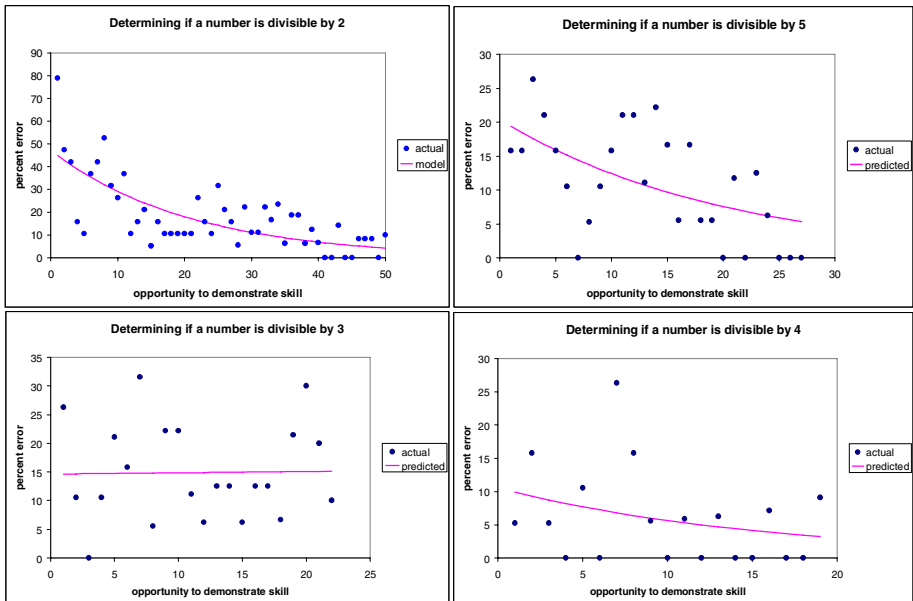 Determining if a number is divisible by 2
90
80
70
60
50
40
30
20
10
0
percent error
0 10 20 30 40 50
opportunity to demonstrate skill
actual
model
Determining if a number is divisible by 5
30
25
20
15
10
5
0
percent error
0 10 20 30
opportunity to demonstrate skill
actual
predicted
Determining if a number is divisible by 3
35
30
25
20
15
10
5
0
percent error
0 5 10 15 20 25
opportunity to demonstrate skill
actual
predicted
Determining if a number is divisible by 4
30
25
20
15
10
5
0
percent error
0 5 10 15 20
opportunity to demonstrate skill
actual
predicted